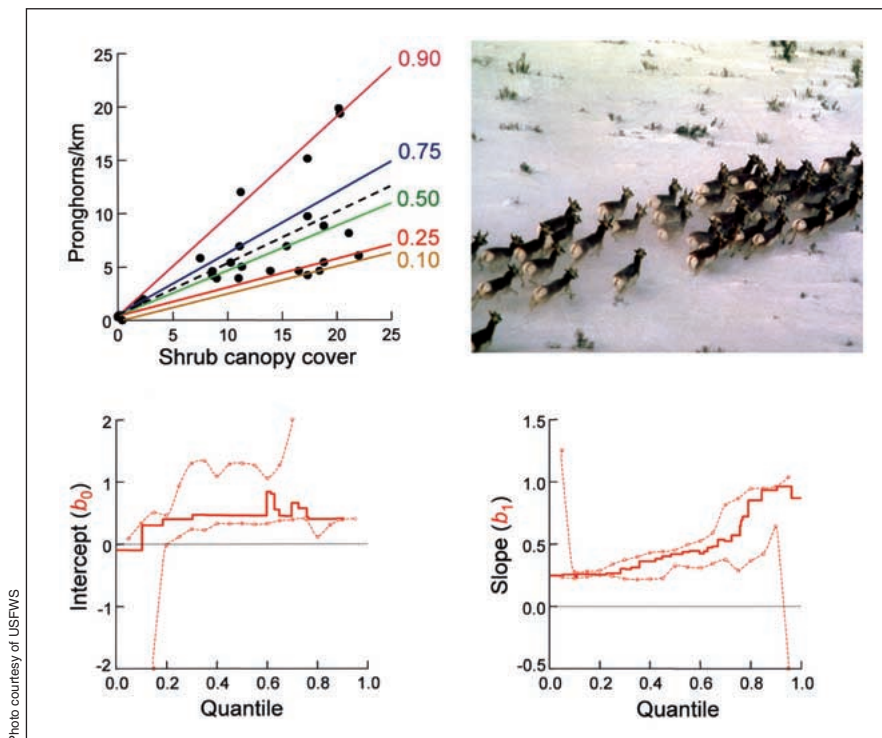 25
20
15
10
5
0
Pronghorns/km
0 5 10 15 20 25
Shrub canopy cover
0.90
0.75
0.50
0.25
0.10
2
1
0
-1
-2
Intercept (b0)
0.0 0.2 0.4 0.6 0.8 1.0
Quantile
1.5
1.0
0.5
0.0
-0.5
Slope (b1)
0.0 0.2 0.4 0.6 0.8 1.0
Quantile
Photo courtesy of USFWS